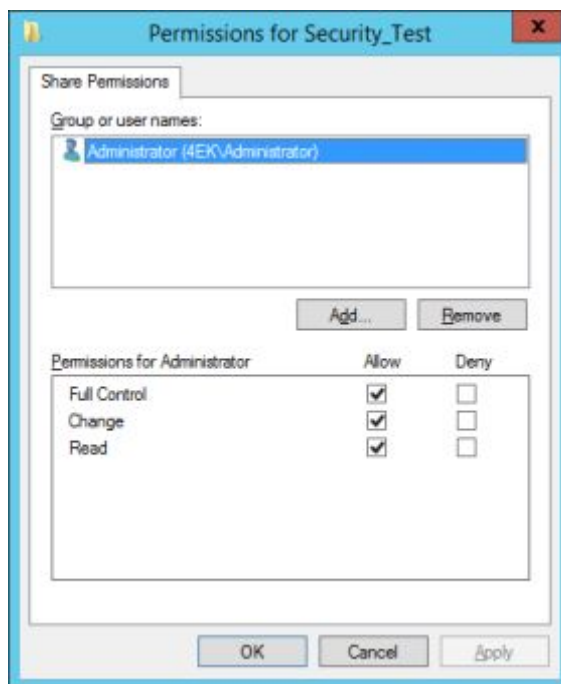 Permissions for Security_Test
x
Share Permissions
Group or user names:
Administrator (4EK\Administrator)
Add...
Remove
Permissions for Administrator Allow Deny
Full Control
Change
Read
OK
Cancel
Apply